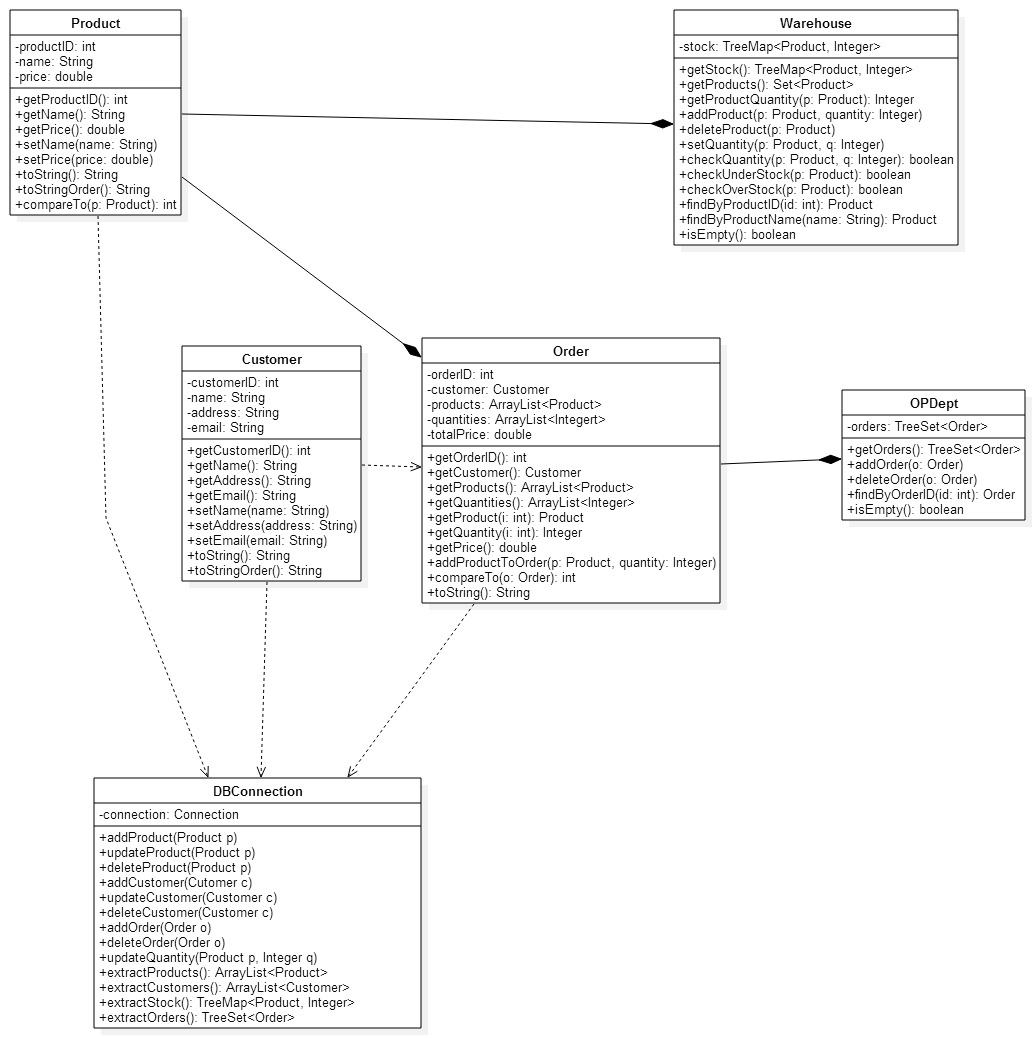 Product
-productID: int
-name: String
-price: double
+getProductID(): int
+getName(): String
+getPrice(): double
+setName(name: String)
+setPrice(price: double)
+toString(): String
+toStringOrder(): String
+compareTo(p: Product): int
Warehouse
-stock: TreeMap<Product, Integer>
+getStock(): TreeMap<Product, Integer>
+getProducts(): Set<Product>
+getProductQuantity(p: Product): Integer
+addProduct(p: Product, quantity: Integer)
+deleteProduct(p: Product)
+setQuantity(p: Product, q: Integer)
+checkQuantity(p: Product, q: Integer): boolean
+checkUnderStock(p: Product): boolean
+checkOverStock(p: Product): boolean
+findByProductID(id: int): Product
+findByProductName(name: String): Product
+isEmpty(): boolean
Customer
-customerID: int
-name: String
-address: String
-email: String
+getCustomerID(): int
+getName(): String
+getAddress(): String
+getEmail(): String
+setName(name: String)
+setAddress(address: String)
+setEmail(email: String)
+toString(): String
+toStringOrder(): String
Order
-orderID: int
-customer: Customer
-products: ArrayList<Product>
-quantities: ArrayList<Integert>
-totalPrice: double
+getOrderID(): int
+getCustomer(): Customer
+getProducts(): ArrayList<Product>
+getQuantities(): ArrayList<Integer>
+getProduct(i: int): Product
+getQuantity(i: int): Integer
+getPrice(): double
+addProductToOrder(p: Product, quantity: Integer)
+compareTo(o: Order): int
+toString(): String
OPDept
-orders: TreeSet<Order>
+getOrders(): TreeSet<Order>
+addOrder(o: Order)
+deleteOrder(o: Order)
+findByOrderID(id: int): Order
+isEmpty(): boolean
DBConnection
-connection: Connection
+addProduct(Product p)
+updateProduct(Product p)
+deleteProduct(Product p)
+addCustomer(Cutomer c)
+updateCustomer(Customer c)
+deleteCustomer(Customer c)
+addOrder(Order o)
+deleteOrder(Order o)
+updateQuantity(Product p, Integer q)
+extractProducts(): ArrayList<Product>
+extractCustomers(): ArrayList<Customer>
+extractStock(): TreeMap<Product, Integer>
+extractOrders(): TreeSet<Order>